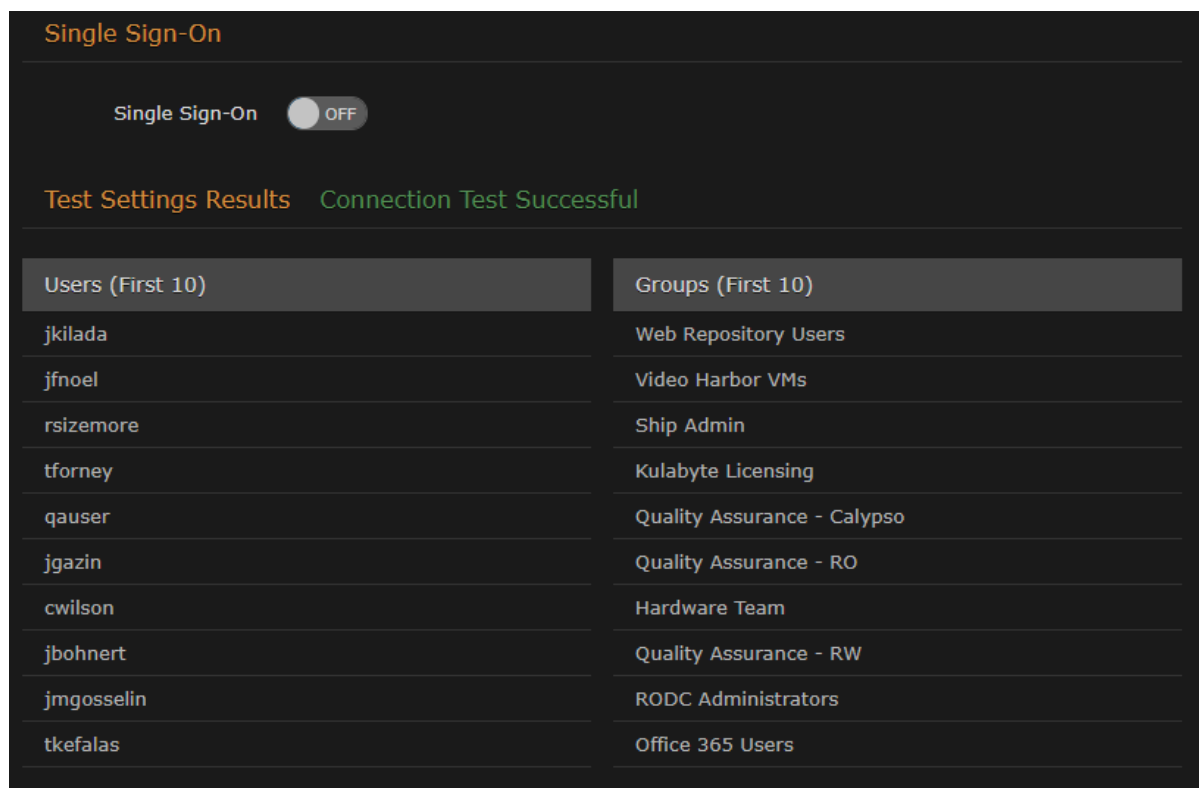 Single Sign-On
Single Sign-On OFF
Test Settings Results Connection Test Successful
Users (First 10) Groups (First 10)
jkilada Web Repository Users
jfnoel Video Harbor VMs
rsizemore Ship Admin
tforney Kulabyte Licensing
qauser Quality Assurance - Calypso
jgazin Quality Assurance - RO
cwilson Hardware Team
jbohnert Quality Assurance - RW
jmgosselin RODC Administrators
tkefalas Office 365 Users